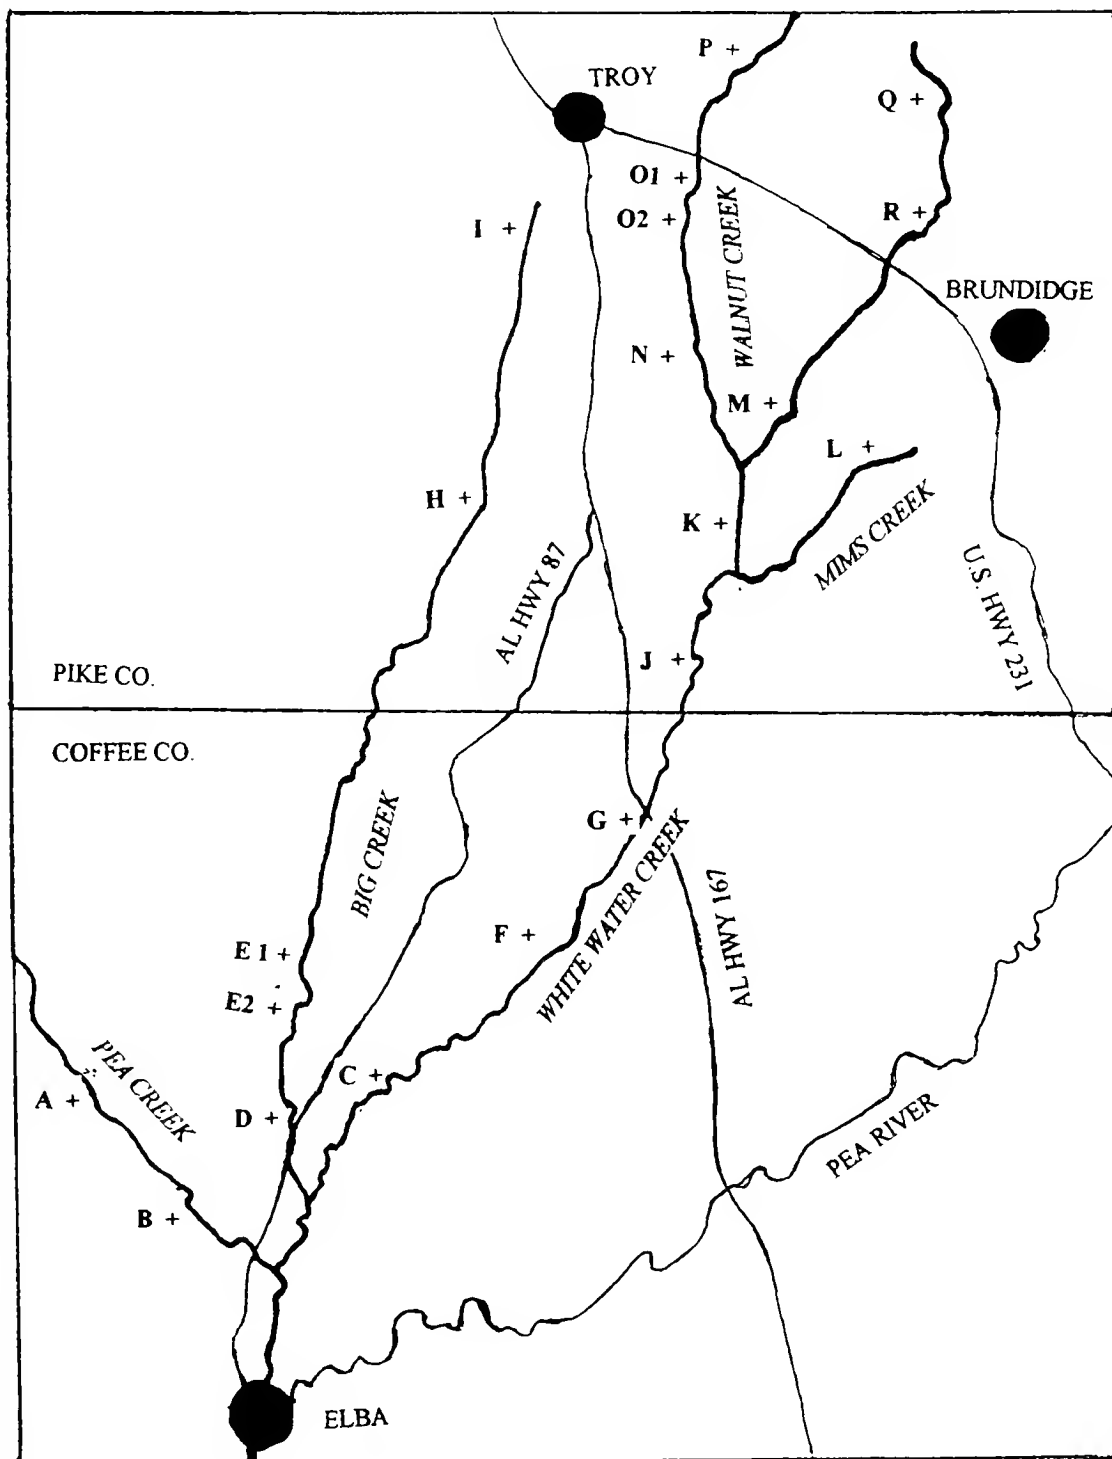 P +
TROY
Q +
O1 +
O2 +
WALNUT CREEK
R +
I +
BRUNDIDGE
N +
M +
L +
H +
K +
MIMS CREEK
AL HWY 87
U.S. HWY 231
J +
PIKE CO.
COFFEE CO.
G +
BIG CREEK
WHITE WATER CREEK
AL HWY 167
F +
E1 +
E2 +
PEA CREEK
C +
A +
D +
PEA RIVER
B +
ELBA